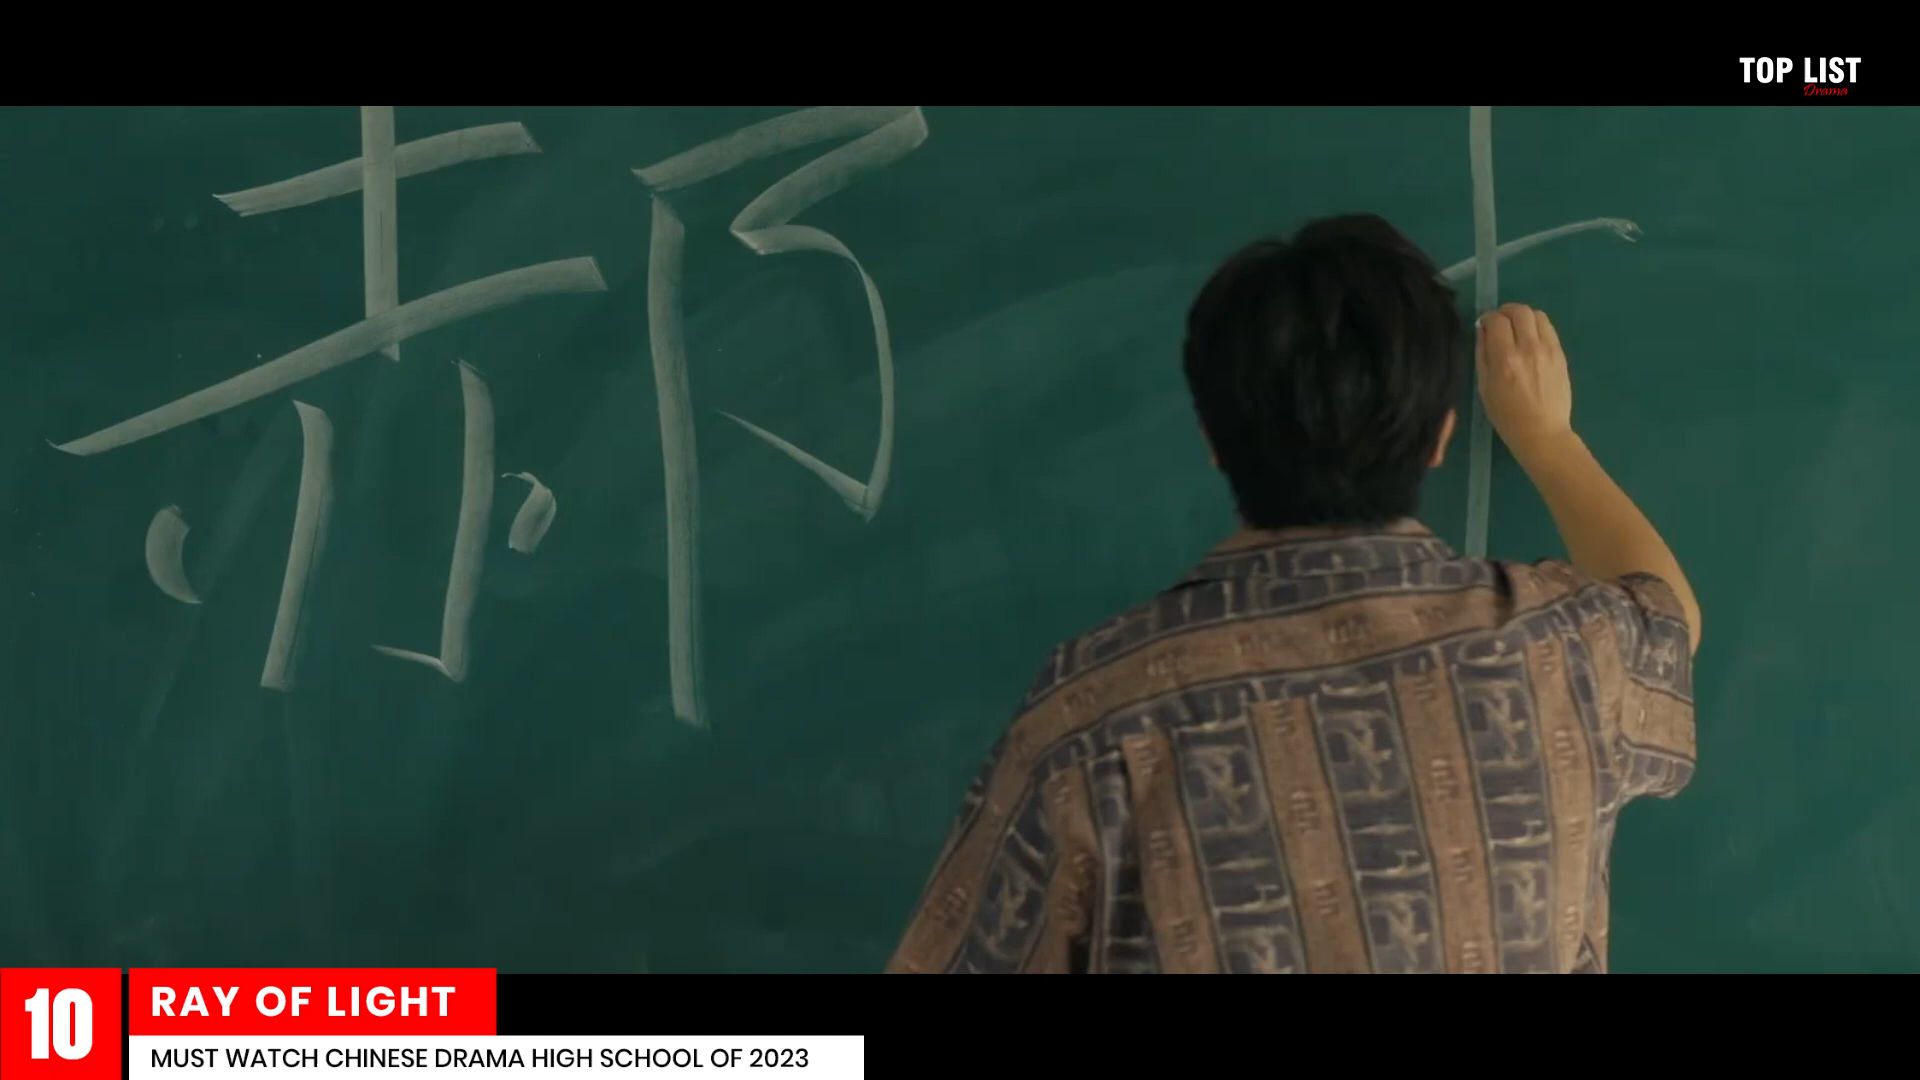 TOP LIST
Drama
郝
10
RAY OF LIGHT
MUST WATCH CHINESE DRAMA HIGH SCHOOL OF 2023